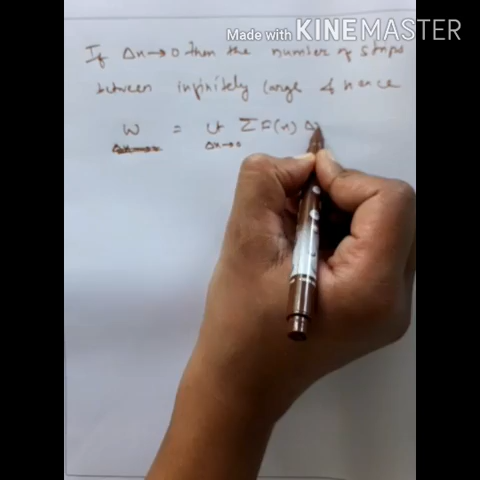 Made with KINEMASTER
If Δx→0 then the number of strips
between infinitely large & hence
W = Lt Σ F(x) Δ
Δx→0 Δx→0